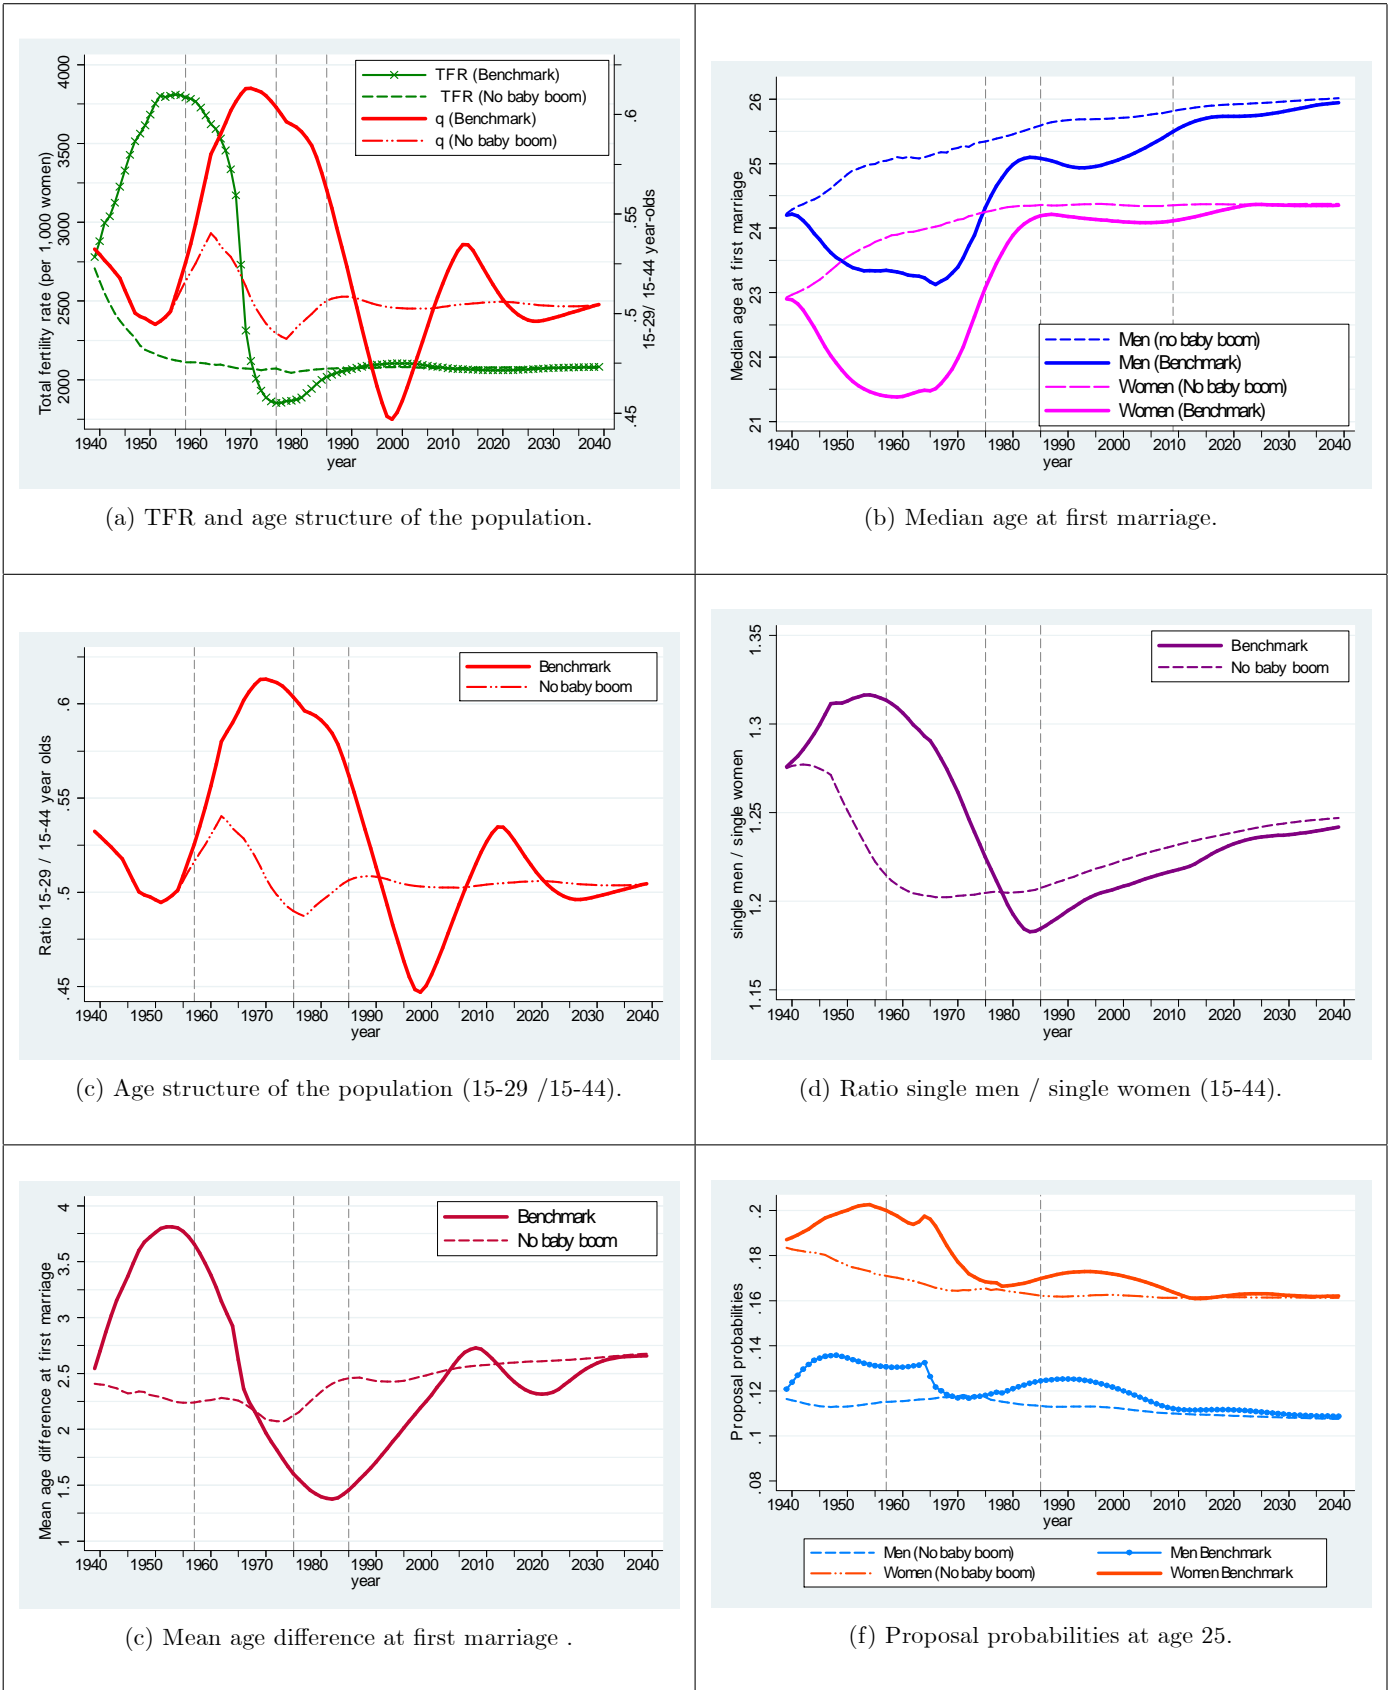 4000
3500
3000
2500
2000
Total fertility rate (per 1,000 women)
TFR (Benchmark)
TFR (No baby boom)
q (Benchmark)
q (No baby boom)
.6
.55
.5
.45
15-29/ 15-44 year-olds
1940 1950 1960 1970 1980 1990 2000 2010 2020 2030 2040
year
(a) TFR and age structure of the population.
26
25
24
23
22
21
Median age at first marriage
Men (no baby boom)
Men (Benchmark)
Women (No baby boom)
Women (Benchmark)
1940 1950 1960 1970 1980 1990 2000 2010 2020 2030 2040
year
(b) Median age at first marriage.
.6
.55
.5
.45
Ratio 15-29 / 15-44 year olds
Benchmark
No baby boom
1940 1950 1960 1970 1980 1990 2000 2010 2020 2030 2040
year
(c) Age structure of the population (15-29 /15-44).
1.35
1.3
1.25
1.2
1.15
single men / single women
Benchmark
No baby boom
1940 1950 1960 1970 1980 1990 2000 2010 2020 2030 2040
year
(d) Ratio single men / single women (15-44).
4
3.5
3
2.5
2
1.5
1
Mean age difference at first marriage
Benchmark
No baby boom
1940 1950 1960 1970 1980 1990 2000 2010 2020 2030 2040
year
(c) Mean age difference at first marriage .
.2
.18
.16
.14
.12
.1
.08
Proposal probabilities
1940 1950 1960 1970 1980 1990 2000 2010 2020 2030 2040
year
Men (No baby boom)
Men Benchmark
Women (No baby boom)
Women Benchmark
(f) Proposal probabilities at age 25.